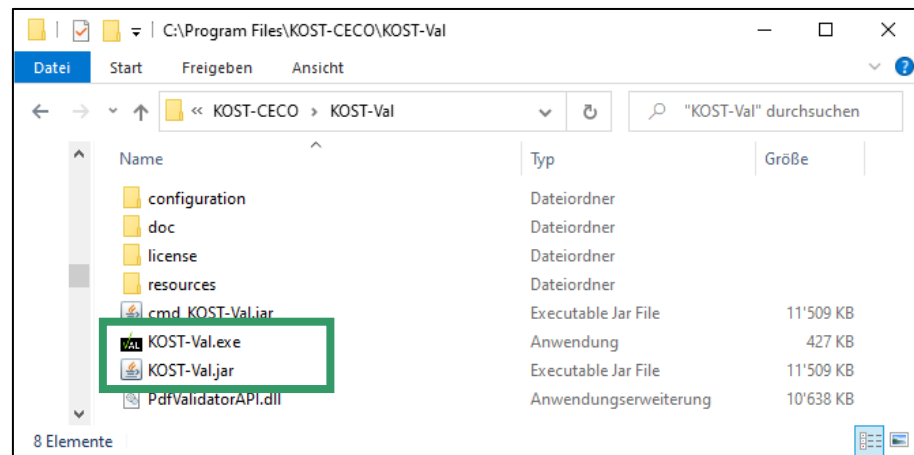 C:\Program Files\KOST-CECO\KOST-Val
Datei Start Freigeben Ansicht ?
« KOST-CECO > KOST-Val "KOST-Val" durchsuchen
Name Typ Größe
configuration Dateiordner
doc Dateiordner
license Dateiordner
resources Dateiordner
cmd_KOST-Val.jar Executable Jar File 11'509 KB
VAL KOST-Val.exe Anwendung 427 KB
KOST-Val.jar Executable Jar File 11'509 KB
PdfValidatorAPI.dll Anwendungserweiterung 10'638 KB
8 Elemente